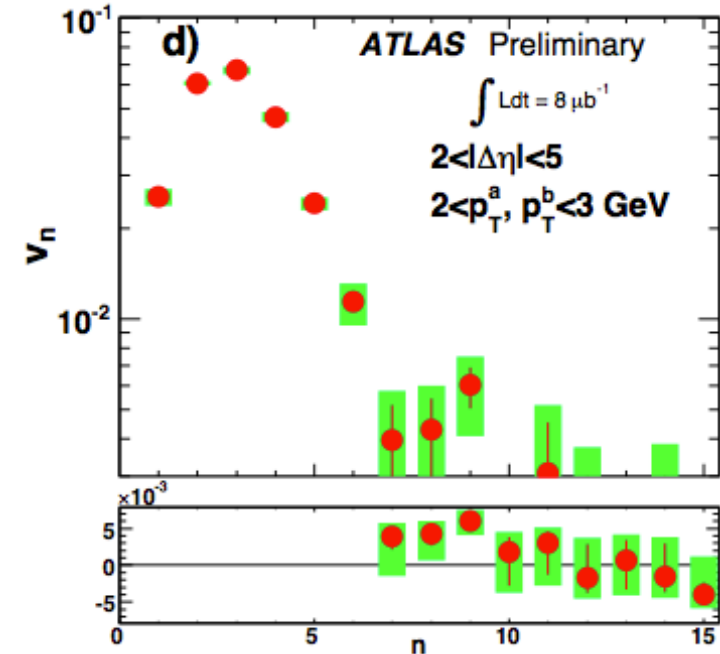 10⁻¹
d) ATLAS Preliminary
∫ Ldt = 8 μb⁻¹
2<|Δη|<5
2<p_T^a, p_T^b<3 GeV
v_n
10⁻²
×10⁻³
5
0
-5
0 5 10 15
n